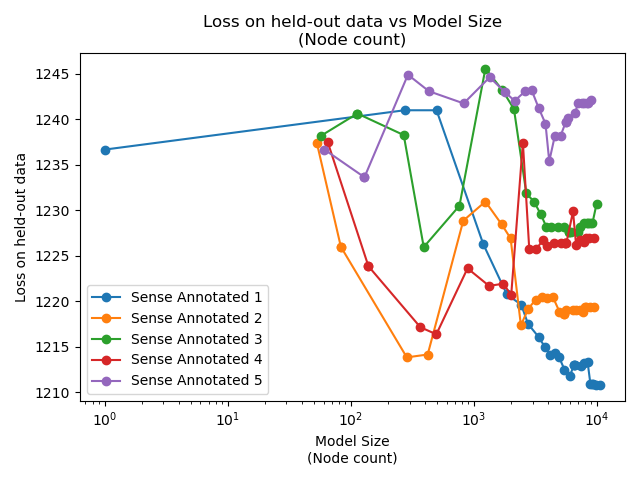 Loss on held-out data vs Model Size
(Node count)
Loss on held-out data
1245
1240
1235
1230
1225
1220
1215
1210
Sense Annotated 1
Sense Annotated 2
Sense Annotated 3
Sense Annotated 4
Sense Annotated 5
10⁰
10¹
10²
10³
10⁴
Model Size
(Node count)